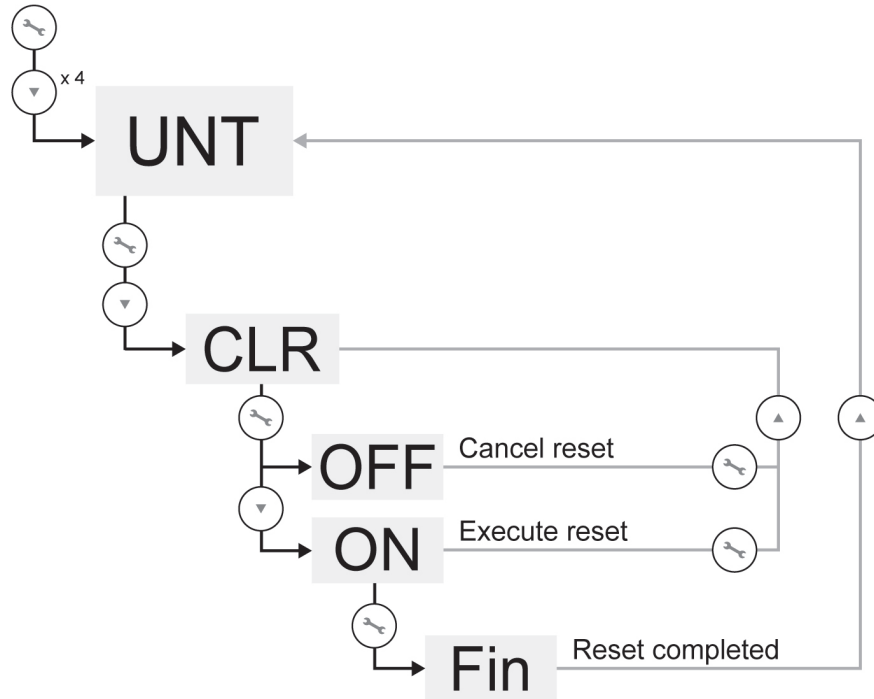 x 4
UNT
CLR
OFF
Cancel reset
ON
Execute reset
Fin
Reset completed